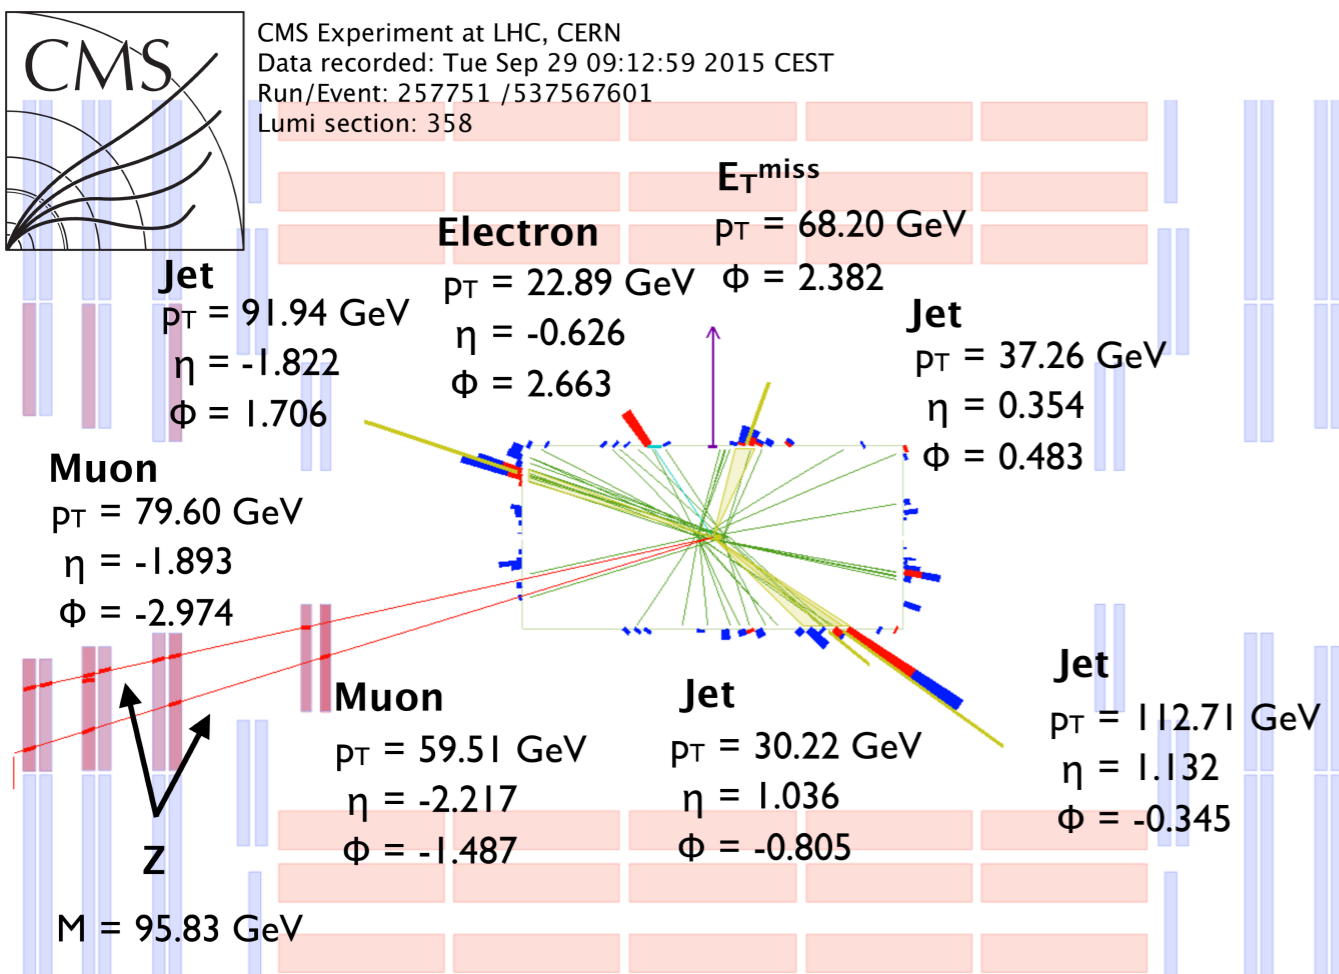 CMS
CMS Experiment at LHC, CERN
Data recorded: Tue Sep 29 09:12:59 2015 CEST
Run/Event: 257751 /537567601
Lumi section: 358
ETmiss
pT = 68.20 GeV
Φ = 2.382
Electron
pT = 22.89 GeV
η = -0.626
Φ = 2.663
Jet
pT = 91.94 GeV
η = -1.822
Φ = 1.706
Jet
pT = 37.26 GeV
η = 0.354
Φ = 0.483
Muon
pT = 79.60 GeV
η = -1.893
Φ = -2.974
Muon
pT = 59.51 GeV
η = -2.217
Φ = -1.487
Jet
pT = 30.22 GeV
η = 1.036
Φ = -0.805
Jet
pT = 112.71 GeV
η = 1.132
Φ = -0.345
Z
M = 95.83 GeV